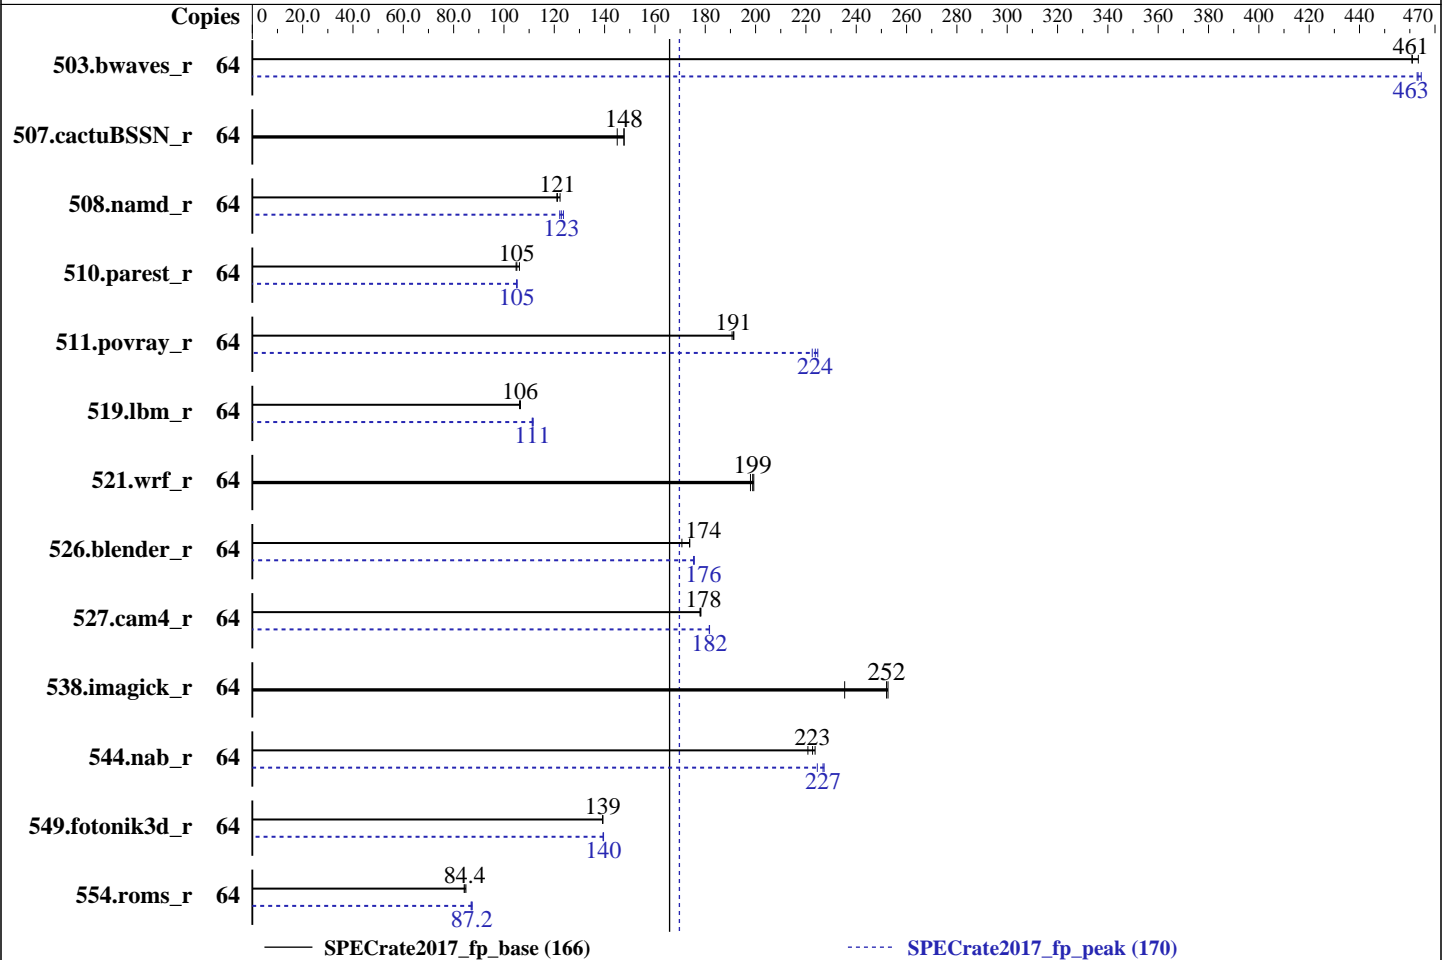 Copies 0 20.0 40.0 60.0 80.0 100 120 140 160 180 200 220 240 260 280 300 320 340 360 380 400 420 440 470
461
503.bwaves_r 64
463
148
507.cactuBSSN_r 64
121
508.namd_r 64
123
105
510.parest_r 64
105
191
511.povray_r 64
224
106
519.lbm_r 64
111
199
521.wrf_r 64
174
526.blender_r 64
176
178
527.cam4_r 64
182
252
538.imagick_r 64
223
544.nab_r 64
227
139
549.fotonik3d_r 64
140
84.4
554.roms_r 64
87.2
SPECrate2017_fp_base (166) SPECrate2017_fp_peak (170)